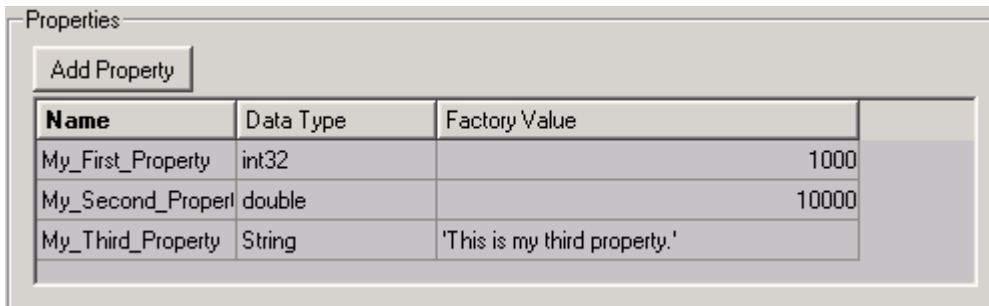 Properties
Add Property
Name Data Type Factory Value
My_First_Property int32 1000
My_Second_Propert double 10000
My_Third_Property String 'This is my third property.'